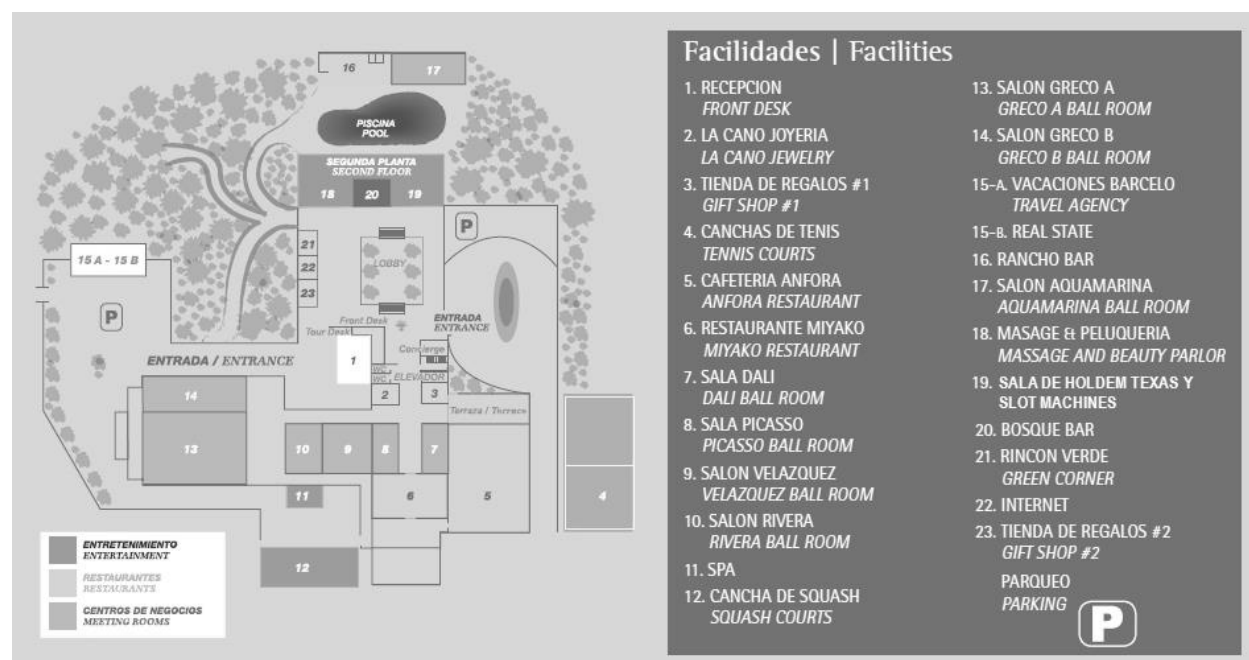 16
17
PISCINA
POOL
SEGUNDA PLANTA
SECOND FLOOR
18 20 19
P
21
22
23
LOBBY
15 A - 15 B
P
Front Desk
Tour Desk
ENTRADA
ENTRANCE
ENTRADA / ENTRANCE
1
Concierge
WC
WC
ELEVADOR
2
3
Terraza / Terrace
14
13
10
9
8
7
11
6
5
4
12
ENTRETENIMIENTO
ENTERTAINMENT
RESTAURANTES
RESTAURANTS
CENTROS DE NEGOCIOS
MEETING ROOMS
Facilidades | Facilities
1. RECEPCION
FRONT DESK
2. LA CANO JOYERIA
LA CANO JEWELRY
3. TIENDA DE REGALOS #1
GIFT SHOP #1
4. CANCHAS DE TENIS
TENNIS COURTS
5. CAFETERIA ANFORA
ANFORA RESTAURANT
6. RESTAURANTE MIYAKO
MIYAKO RESTAURANT
7. SALA DALI
DALI BALL ROOM
8. SALA PICASSO
PICASSO BALL ROOM
9. SALON VELAZQUEZ
VELAZQUEZ BALL ROOM
10. SALON RIVERA
RIVERA BALL ROOM
11. SPA
12. CANCHA DE SQUASH
SQUASH COURTS
13. SALON GRECO A
GRECO A BALL ROOM
14. SALON GRECO B
GRECO B BALL ROOM
15-A. VACACIONES BARCELO
TRAVEL AGENCY
15-B. REAL STATE
16. RANCHO BAR
17. SALON AQUAMARINA
AQUAMARINA BALL ROOM
18. MASAGE & PELUQUERIA
MASSAGE AND BEAUTY PARLOR
19. SALA DE HOLDEM TEXAS Y
SLOT MACHINES
20. BOSQUE BAR
21. RINCON VERDE
GREEN CORNER
22. INTERNET
23. TIENDA DE REGALOS #2
GIFT SHOP #2
PARQUEO
PARKING
P